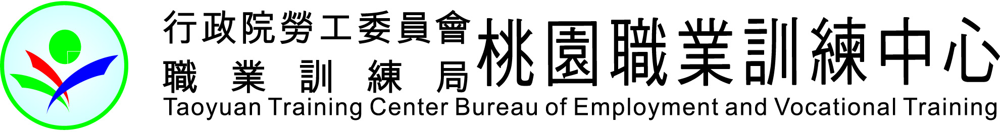 行政院勞工委員會
職業訓練局
桃園職業訓練中心
Taoyuan Training Center Bureau of Employment and Vocational Training